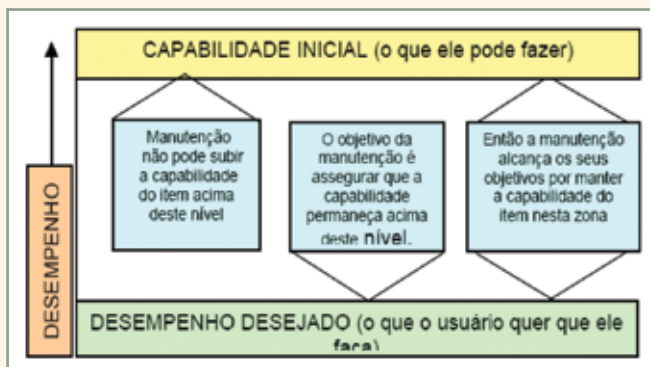 CAPABILIDADE INICIAL (o que ele pode fazer)
Manutenção
não pode subir
a capabilidade
do item acima
deste nível
O objetivo da
manutenção é
assegurar que a
capabilidade
permaneça acima
deste nível.
Então a manutenção
alcança os seus
objetivos por manter
a capabilidade do
item nesta zona
DESEMPENHO
DESEMPENHO DESEJADO (o que o usuário quer que ele
faça)